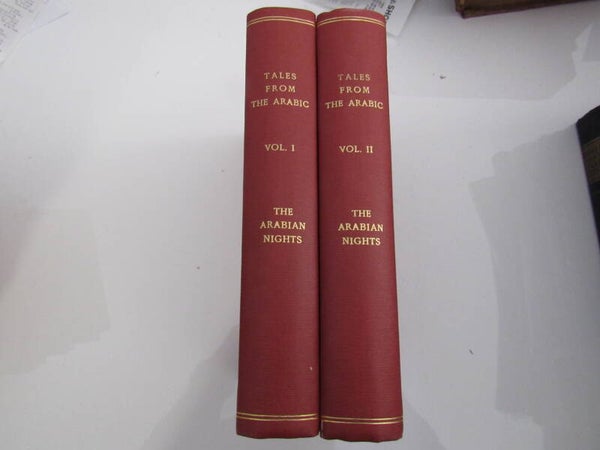 TALES
FROM
THE ARABIC
VOL. I
THE
ARABIAN
NIGHTS
TALES
FROM
THE ARABIC
VOL. II
THE
ARABIAN
NIGHTS